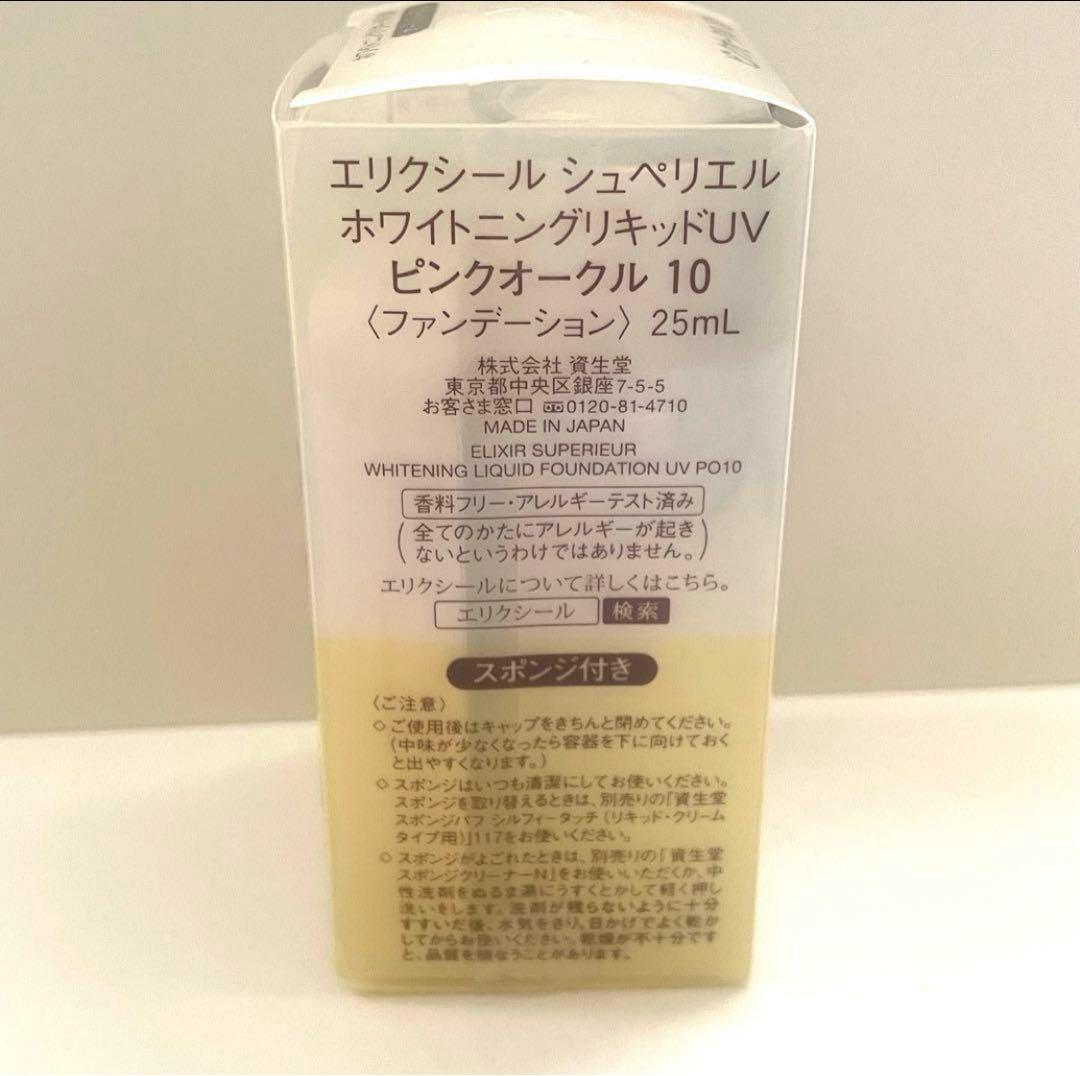 エリクシール シュペリエル
ホワイトニングリキッドUV
ピンクオークル 10
〈ファンデーション〉 25mL
株式会社 資生堂
東京都中央区銀座7-5-5
お客さま窓口 0120-81-4710
MADE IN JAPAN
ELIXIR SUPERIEUR
WHITENING LIQUID FOUNDATION UV PO10
香料フリー・アレルギーテスト済み
(全てのかたにアレルギーが起き
ないというわけではありません。)
エリクシールについて詳しくはこちら。
エリクシール 検索
スポンジ付き
〈ご注意〉
◇ご使用後はキャップをきちんと閉めてください。
(中味が少なくなったら容器を下に向けておく
と出やすくなります。)
◇スポンジはいつも清潔にしてお使いください。
スポンジを取り替えるときは、別売りの「資生堂
スポンジパフ シルフィータッチ (リキッド・クリーム
タイプ用)」117をお使いください。
◇スポンジがよごれたときは、別売りの「資生堂
スポンジクリーナーN」をお使いいただくか、中
性洗剤をぬるま湯にうすくとかして軽く押し
洗いをします。洗剤が残らないように十分
すすいだ後、水気をきり、日かげでよく乾か
してからお使いください。乾燥が不十分です
と、品質を損なうことがあります。